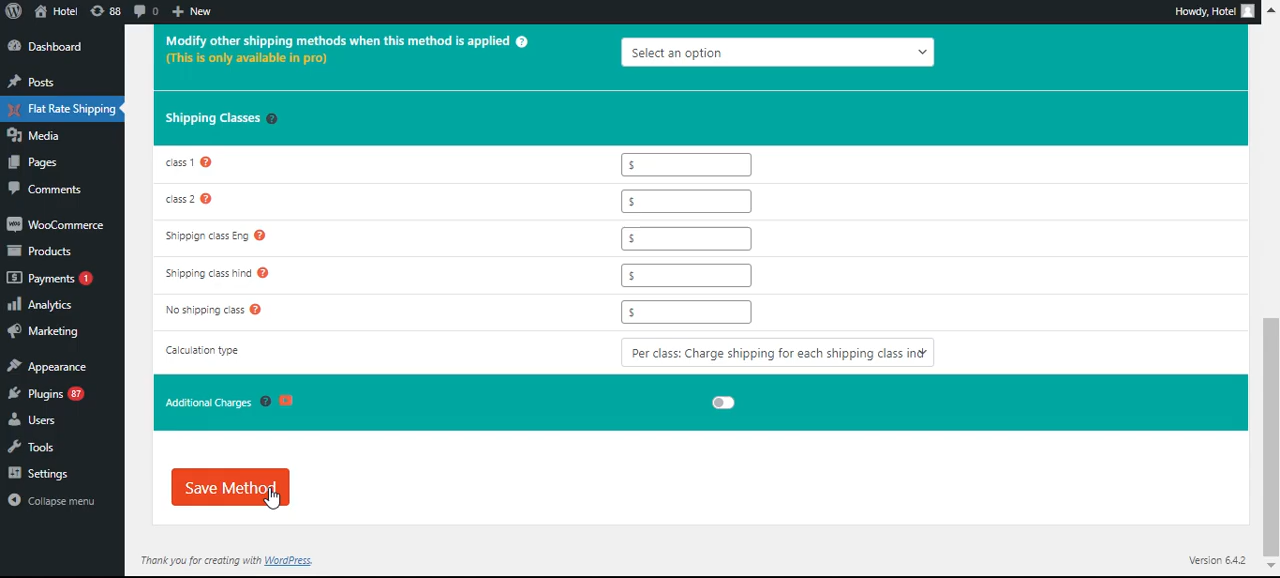 Hotel 88 0 New Howdy, Hotel
Dashboard
Posts
Flat Rate Shipping
Media
Pages
Comments
WooCommerce
Products
Payments 1
Analytics
Marketing
Appearance
Plugins 87
Users
Tools
Settings
Collapse menu
Modify other shipping methods when this method is applied ?
(This is only available in pro)
Select an option
Shipping Classes ?
class 1 ? $
class 2 ? $
Shippign class Eng ? $
Shipping class hind ? $
No shipping class ? $
Calculation type Per class: Charge shipping for each shipping class ind
Additional Charges ?
Save Method
Thank you for creating with WordPress. Version 6.4.2